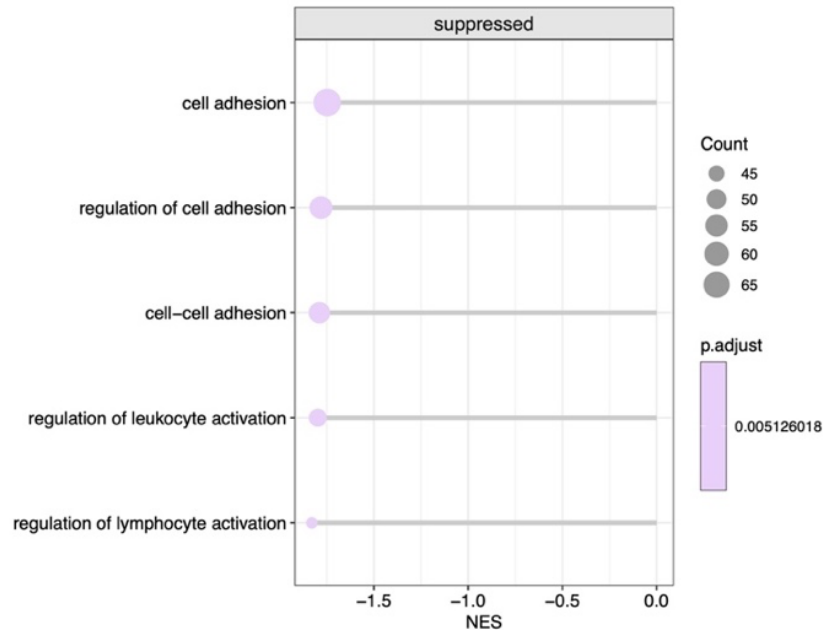 suppressed
cell adhesion
regulation of cell adhesion
cell−cell adhesion
regulation of leukocyte activation
regulation of lymphocyte activation
−1.5 −1.0 −0.5 0.0
NES
Count
45
50
55
60
65
p.adjust
0.005126018